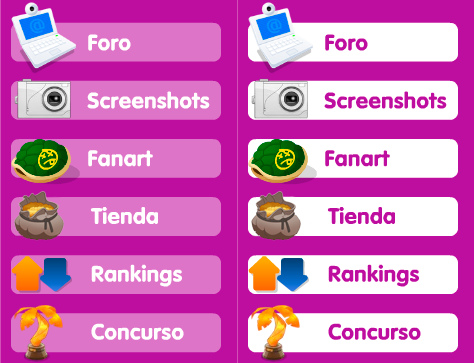 Foro
Screenshots
Fanart
Tienda
Rankings
Concurso
Foro
Screenshots
Fanart
Tienda
Rankings
Concurso